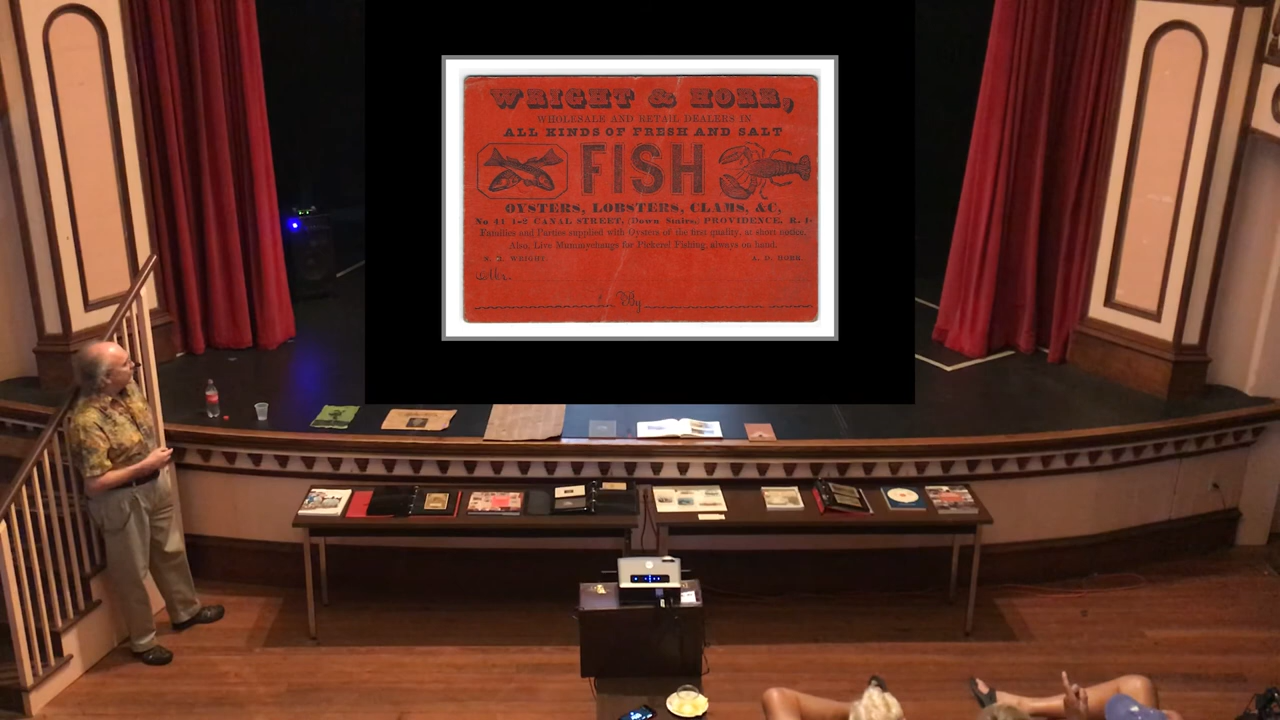 WRIGHT & HORR,
WHOLESALE AND RETAIL DEALERS IN
ALL KINDS OF FRESH AND SALT
FISH
OYSTERS, LOBSTERS, CLAMS, &C,
No 41 1-2 CANAL STREET, (Down Stairs, PROVIDENCE, R. I.
Families and Parties supplied with Oysters of the first quality, at short notice.
Also, Live Mummychogs for Pickerel Fishing, always on hand.
WRIGHT. A. D. HORR.
Mr.
By